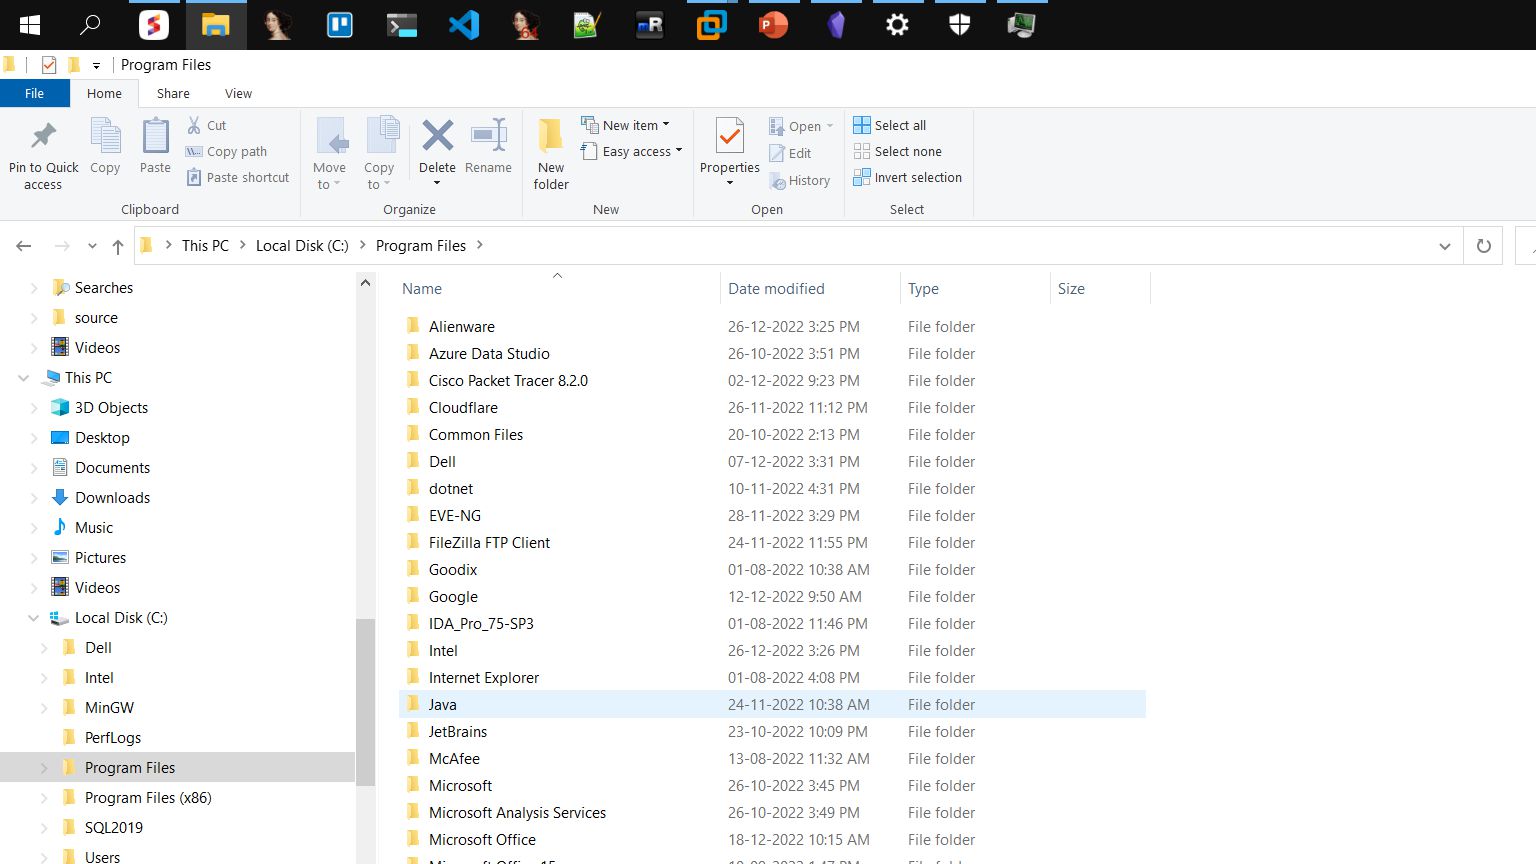 Program Files
File Home Share View
Pin to Quick access
Copy
Paste
Cut
Copy path
Paste shortcut
Clipboard
Move to
Copy to
Delete
Rename
Organize
New folder
New item
Easy access
New
Properties
Open
Edit
History
Open
Select all
Select none
Invert selection
Select
This PC Local Disk (C:) Program Files
Searches
source
Videos
This PC
3D Objects
Desktop
Documents
Downloads
Music
Pictures
Videos
Local Disk (C:)
Dell
Intel
MinGW
PerfLogs
Program Files
Program Files (x86)
SQL2019
Users
Name Date modified Type Size
Alienware 26-12-2022 3:25 PM File folder
Azure Data Studio 26-10-2022 3:51 PM File folder
Cisco Packet Tracer 8.2.0 02-12-2022 9:23 PM File folder
Cloudflare 26-11-2022 11:12 PM File folder
Common Files 20-10-2022 2:13 PM File folder
Dell 07-12-2022 3:31 PM File folder
dotnet 10-11-2022 4:31 PM File folder
EVE-NG 28-11-2022 3:29 PM File folder
FileZilla FTP Client 24-11-2022 11:55 PM File folder
Goodix 01-08-2022 10:38 AM File folder
Google 12-12-2022 9:50 AM File folder
IDA_Pro_75-SP3 01-08-2022 11:46 PM File folder
Intel 26-12-2022 3:26 PM File folder
Internet Explorer 01-08-2022 4:08 PM File folder
Java 24-11-2022 10:38 AM File folder
JetBrains 23-10-2022 10:09 PM File folder
McAfee 13-08-2022 11:32 AM File folder
Microsoft 26-10-2022 3:45 PM File folder
Microsoft Analysis Services 26-10-2022 3:49 PM File folder
Microsoft Office 18-12-2022 10:15 AM File folder